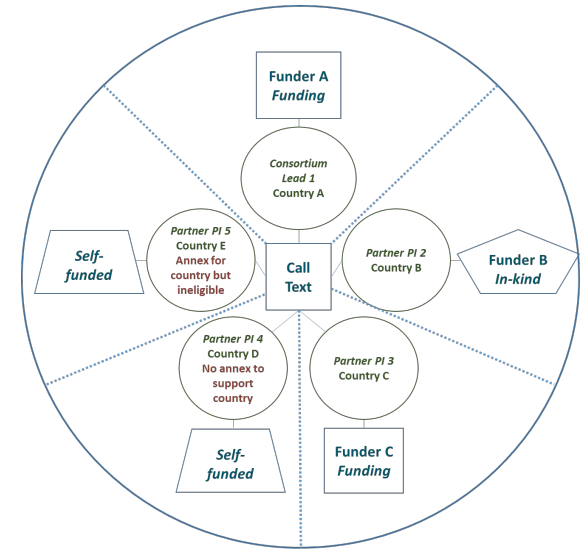 Funder A
Funding
Consortium
Lead 1
Country A
Partner PI 5
Country E
Annex for
country but
ineligible
Partner PI 2
Country B
Self-
funded
Call
Text
Funder B
In-kind
Partner PI 4
Country D
No annex to
support
country
Partner PI 3
Country C
Self-
funded
Funder C
Funding